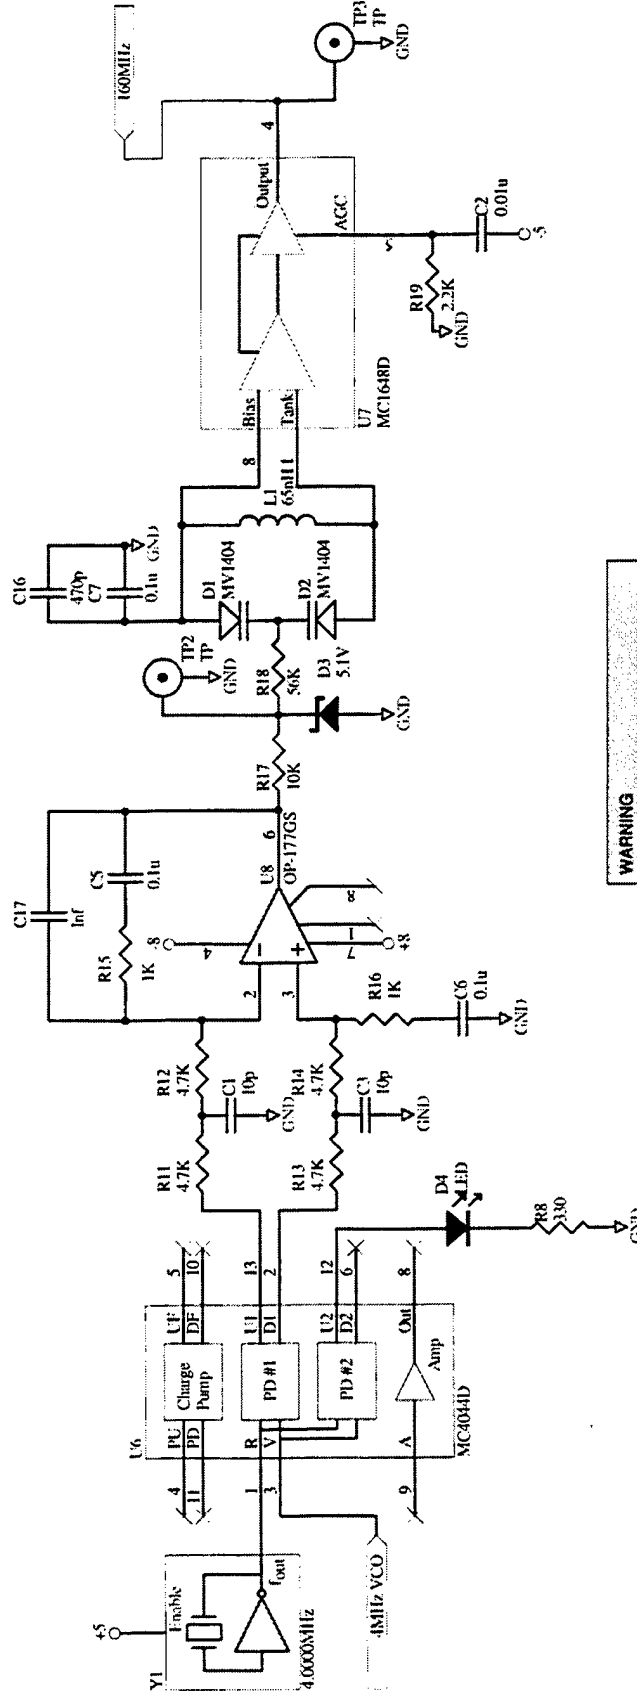 Y1
+5
Enable
fout
4.0000MHz
4MHz VCO
U6
4
PU
11
PD
Charge
Pump
UF
5
DF
10
1
R
3
V
PD #1
U1
13
D1
2
PD #2
U2
12
D2
6
9
A
Amp
Out
8
MC4044D
R11
4.7K
R12
4.7K
C1
10p
GND
R13
4.7K
R14
4.7K
C3
10p
GND
D4
LED
R8
330
GND
C17
1nf
R15
1K
C5
0.1u
-8
4
2
3
6
U8
OP-177GS
7
1
8
+8
R16
1K
C6
0.1u
GND
R17
10K
TP2
TP
GND
R18
56K
D3
5.1V
GND
C16
470p
C7
0.1u
GND
D1
MV1404
D2
MV1404
L1
8
Bias
Tank
U7
MC1648D
Output
4
AGC
5
R19
2.2K
GND
C2
0.01u
-5
160MHz
TP3
TP
GND
WARNING